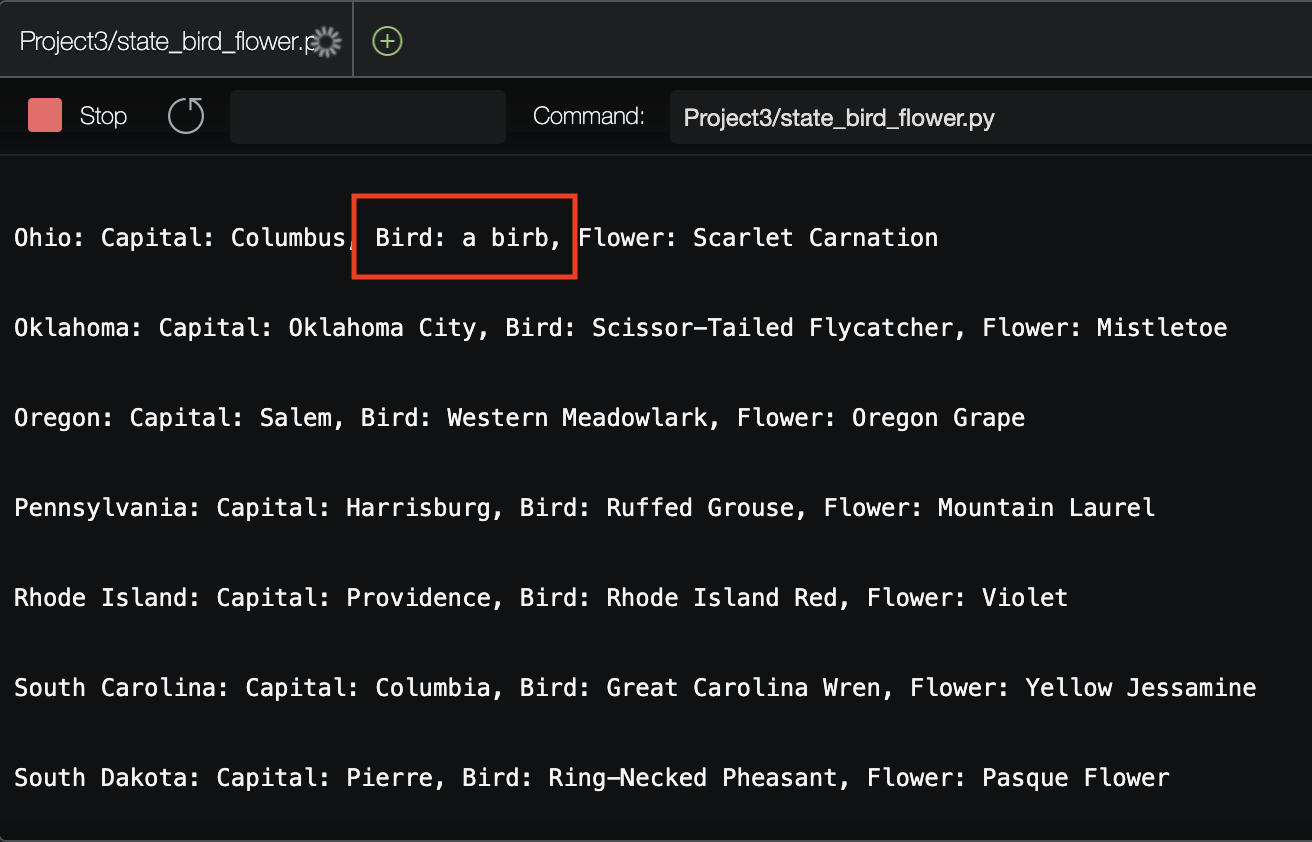 Project3/state_bird_flower.p
Stop Command: Project3/state_bird_flower.py
Ohio: Capital: Columbus, Bird: a birb, Flower: Scarlet Carnation
Oklahoma: Capital: Oklahoma City, Bird: Scissor-Tailed Flycatcher, Flower: Mistletoe
Oregon: Capital: Salem, Bird: Western Meadowlark, Flower: Oregon Grape
Pennsylvania: Capital: Harrisburg, Bird: Ruffed Grouse, Flower: Mountain Laurel
Rhode Island: Capital: Providence, Bird: Rhode Island Red, Flower: Violet
South Carolina: Capital: Columbia, Bird: Great Carolina Wren, Flower: Yellow Jessamine
South Dakota: Capital: Pierre, Bird: Ring-Necked Pheasant, Flower: Pasque Flower